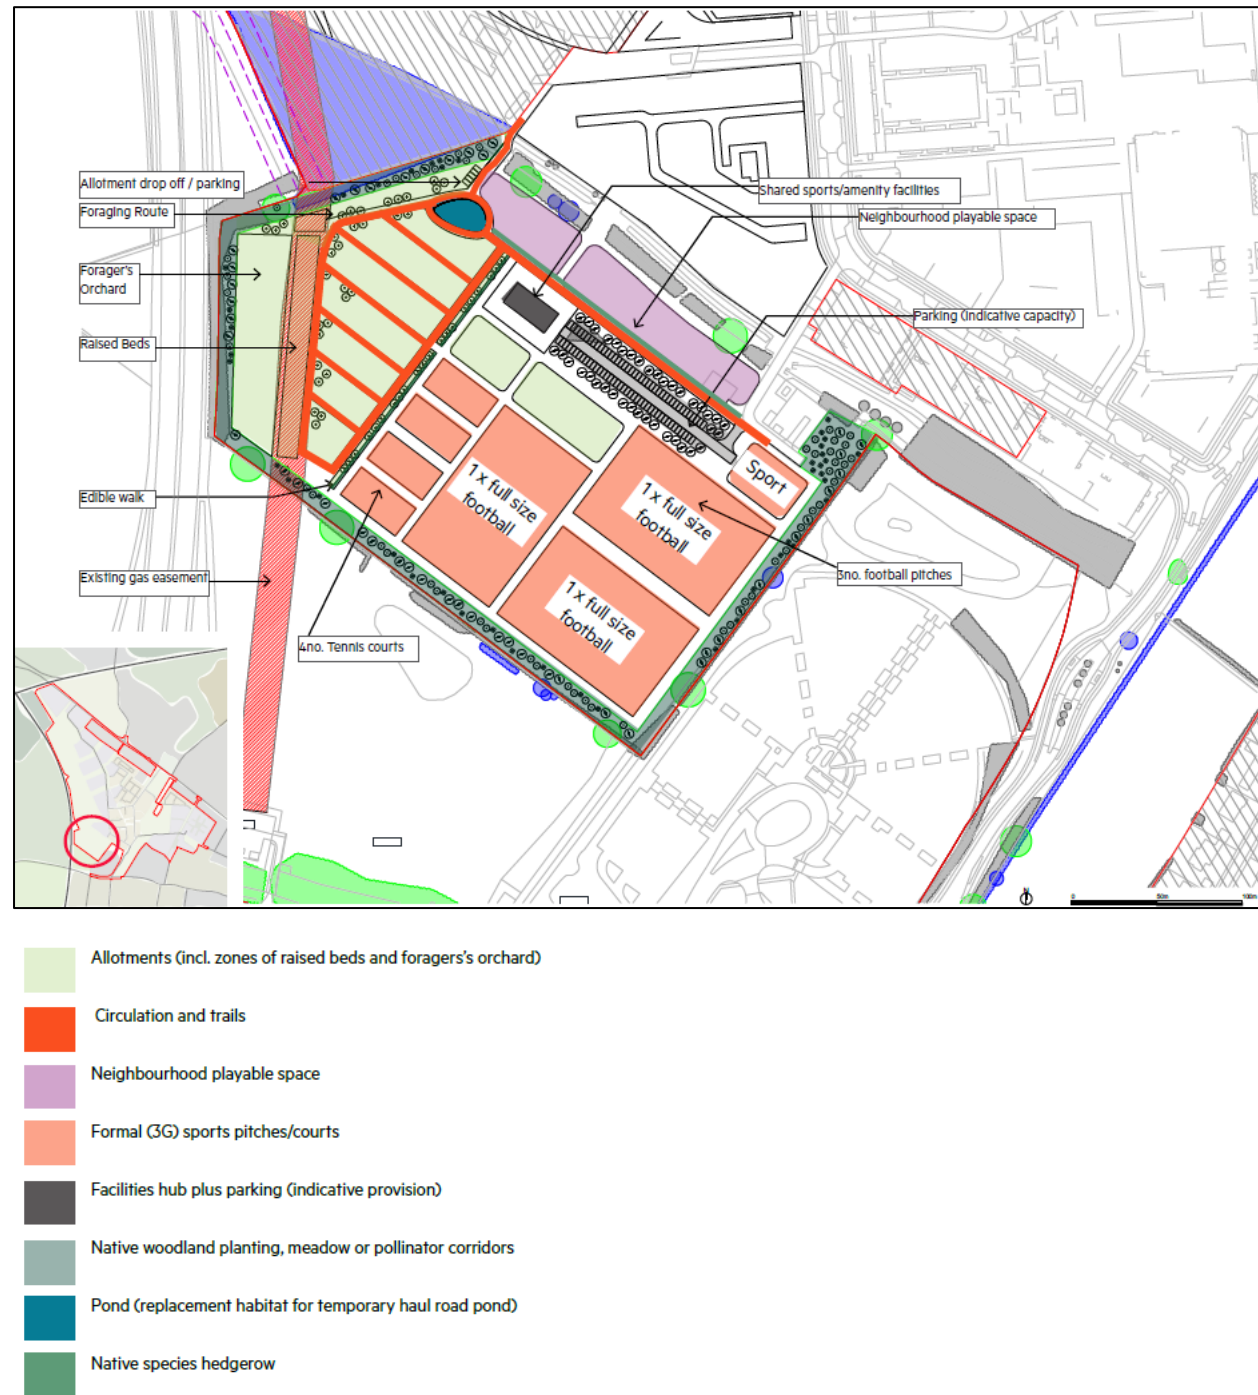 Allotment drop off / parking
Foraging Route
Forager's
Orchard
Raised Beds
Edible walk
Existing gas easement
4no. Tennis courts
Shared sports/amenity facilities
Neighbourhood playable space
Parking (indicative capacity)
Sport
1 x full size
football
1 x full size
football
1 x full size
football
3no. football pitches
N
0
50m
100m
Allotments (incl. zones of raised beds and foragers's orchard)
Circulation and trails
Neighbourhood playable space
Formal (3G) sports pitches/courts
Facilities hub plus parking (indicative provision)
Native woodland planting, meadow or pollinator corridors
Pond (replacement habitat for temporary haul road pond)
Native species hedgerow